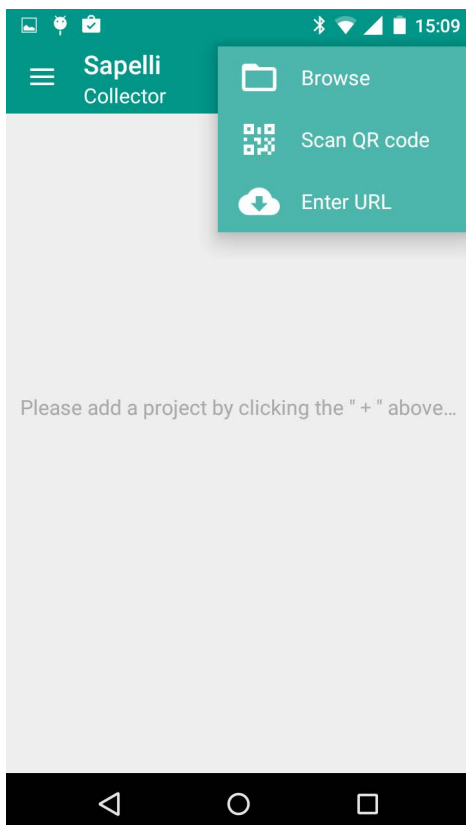 15:09
Sapelli
Collector
Browse
Scan QR code
Enter URL
Please add a project by clicking the " + " above...